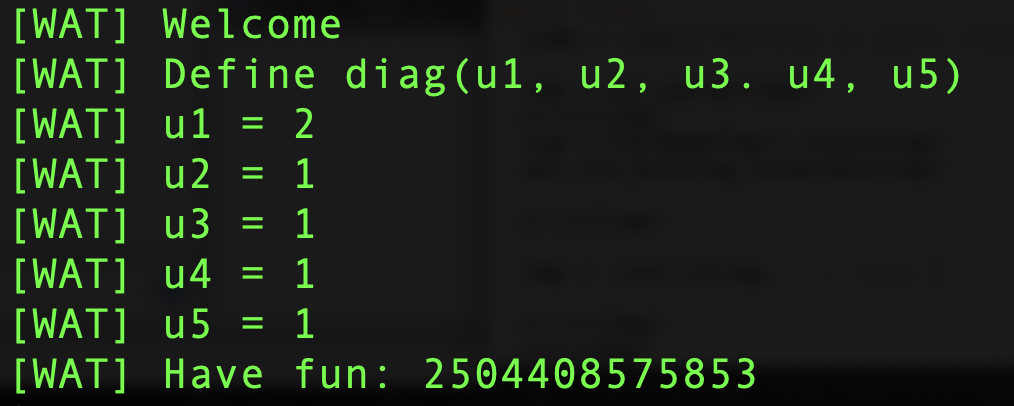 [WAT] Welcome
[WAT] Define diag(u1, u2, u3. u4, u5)
[WAT] u1 = 2
[WAT] u2 = 1
[WAT] u3 = 1
[WAT] u4 = 1
[WAT] u5 = 1
[WAT] Have fun: 2504408575853